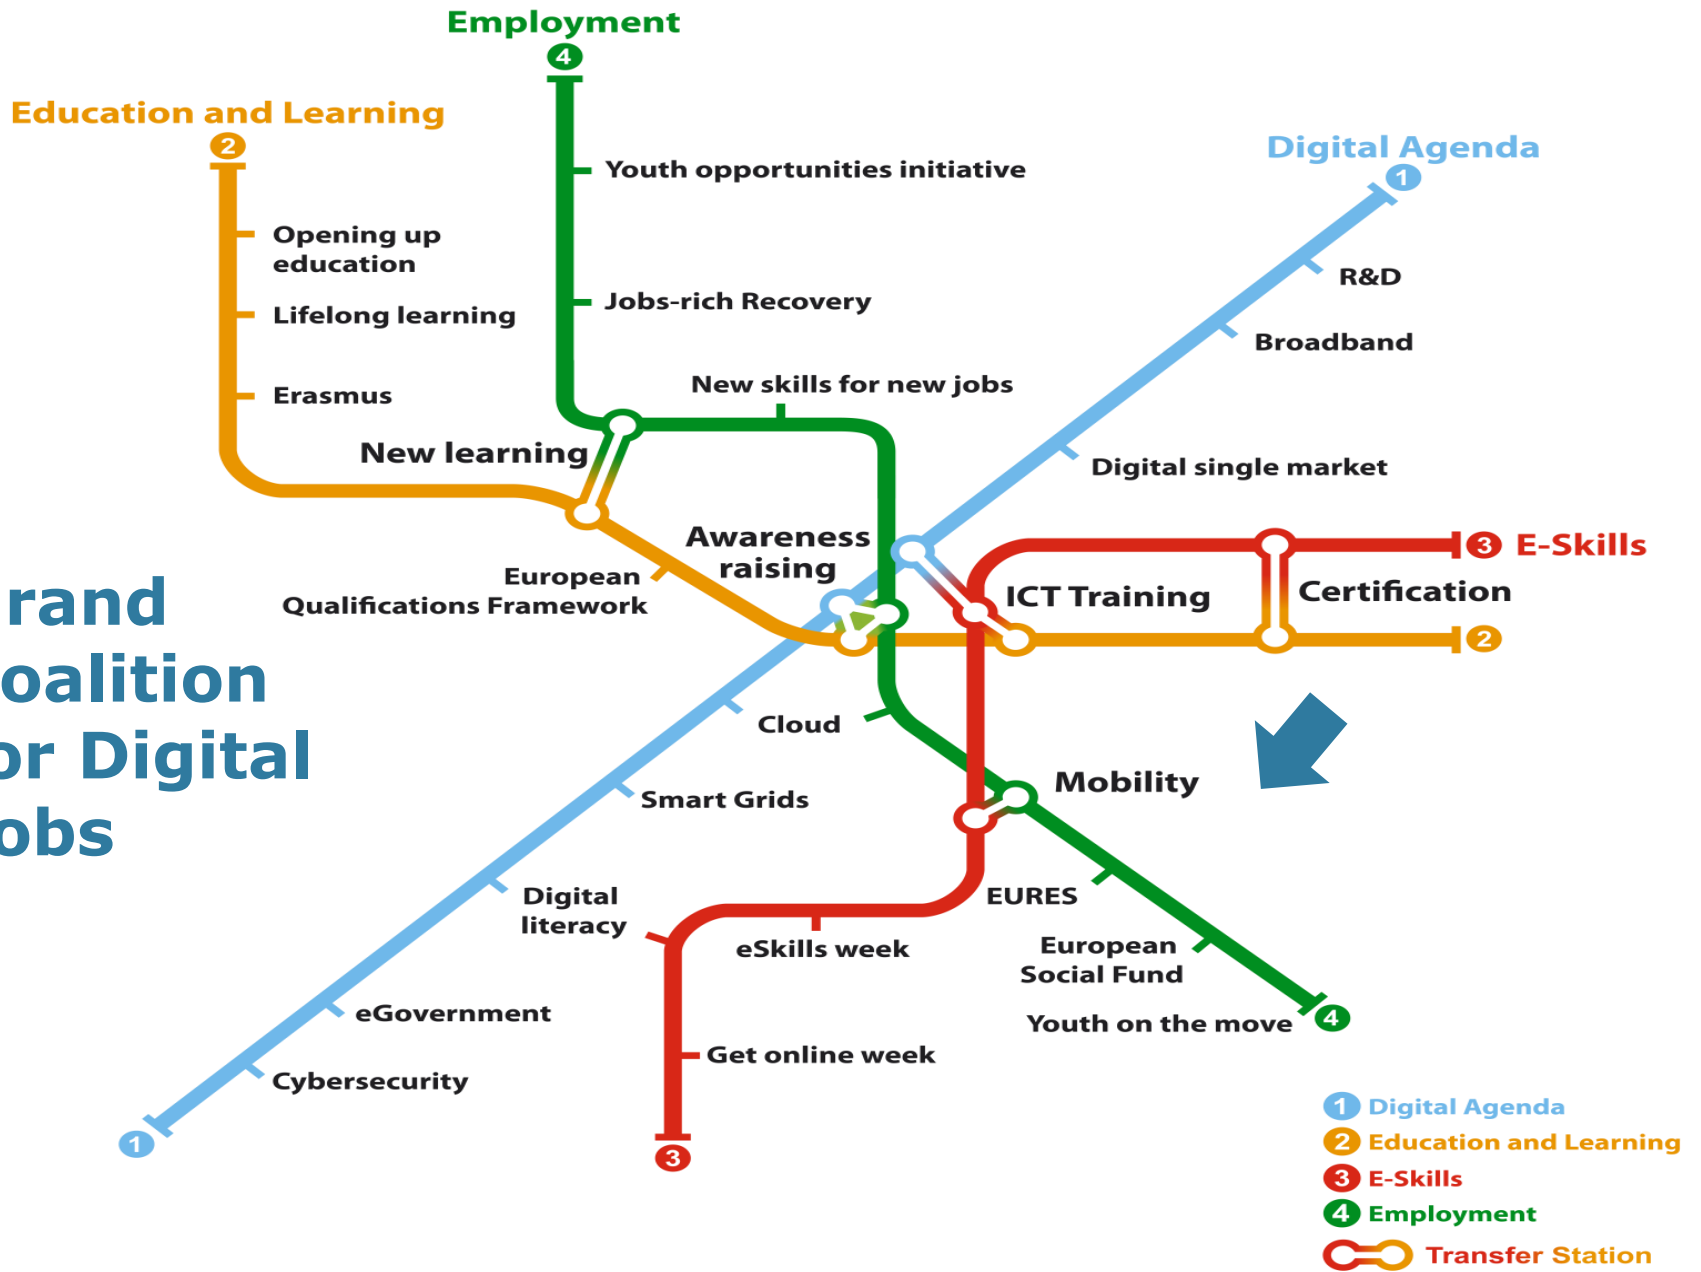 Employment
4
Education and Learning
2
Digital Agenda
1
Youth opportunities initiative
Opening up
education
R&D
Jobs-rich Recovery
Lifelong learning
Broadband
New skills for new jobs
Erasmus
New learning
Digital single market
Awareness
raising
3 E-Skills
European
Qualifications Framework
ICT Training
Certification
2
rand
oalition
or Digital
obs
Cloud
Mobility
Smart Grids
Digital
literacy
EURES
eSkills week
European
Social Fund
eGovernment
Youth on the move
4
Get online week
Cybersecurity
1
3
1 Digital Agenda
2 Education and Learning
3 E-Skills
4 Employment
Transfer Station